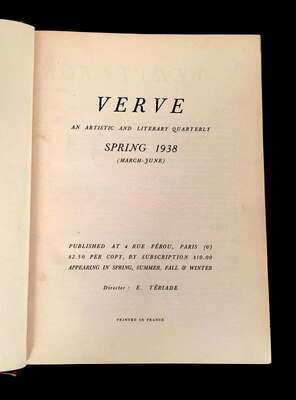 VERVE
AN ARTISTIC AND LITERARY QUARTERLY
SPRING 1938
(MARCH-JUNE)
PUBLISHED AT 4 RUE FÉROU, PARIS (6)
$2.50 PER COPY, BY SUBSCRIPTION $10.00
APPEARING IN SPRING, SUMMER, FALL & WINTER
Director : E. TÉRIADE
PRINTED IN FRANCE